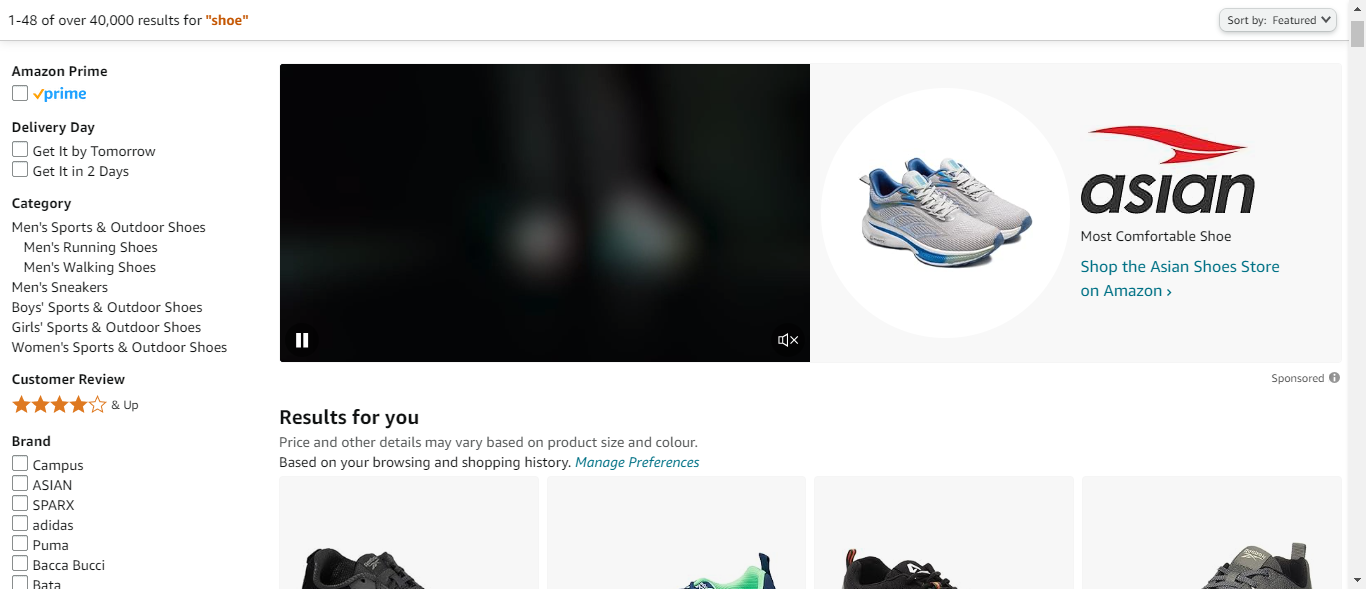 1-48 of over 40,000 results for "shoe"
Sort by: Featured
Amazon Prime
prime
Delivery Day
Get It by Tomorrow
Get It in 2 Days
Category
Men's Sports & Outdoor Shoes
Men's Running Shoes
Men's Walking Shoes
Men's Sneakers
Boys' Sports & Outdoor Shoes
Girls' Sports & Outdoor Shoes
Women's Sports & Outdoor Shoes
Customer Review
& Up
Brand
Campus
ASIAN
SPARX
adidas
Puma
Bacca Bucci
Bata
asian
Most Comfortable Shoe
Shop the Asian Shoes Store
on Amazon ›
Sponsored
Results for you
Price and other details may vary based on product size and colour.
Based on your browsing and shopping history. Manage Preferences